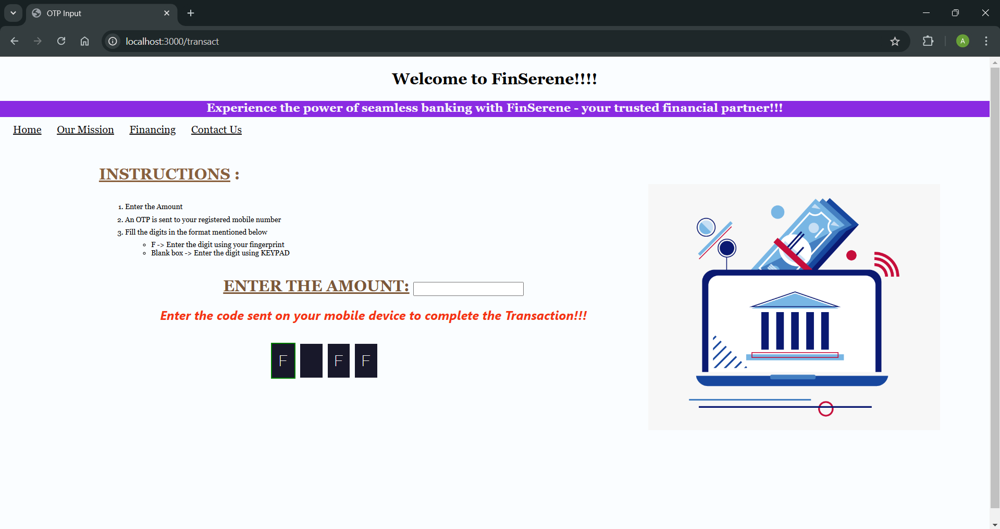 OTP Input
localhost:3000/transact
A
Welcome to FinSerene!!!!
Experience the power of seamless banking with FinSerene - your trusted financial partner!!!
Home Our Mission Financing Contact Us
INSTRUCTIONS :
1. Enter the Amount
2. An OTP is sent to your registered mobile number
3. Fill the digits in the format mentioned below
F -> Enter the digit using your fingerprint
Blank box -> Enter the digit using KEYPAD
ENTER THE AMOUNT:
Enter the code sent on your mobile device to complete the Transaction!!!
F F F